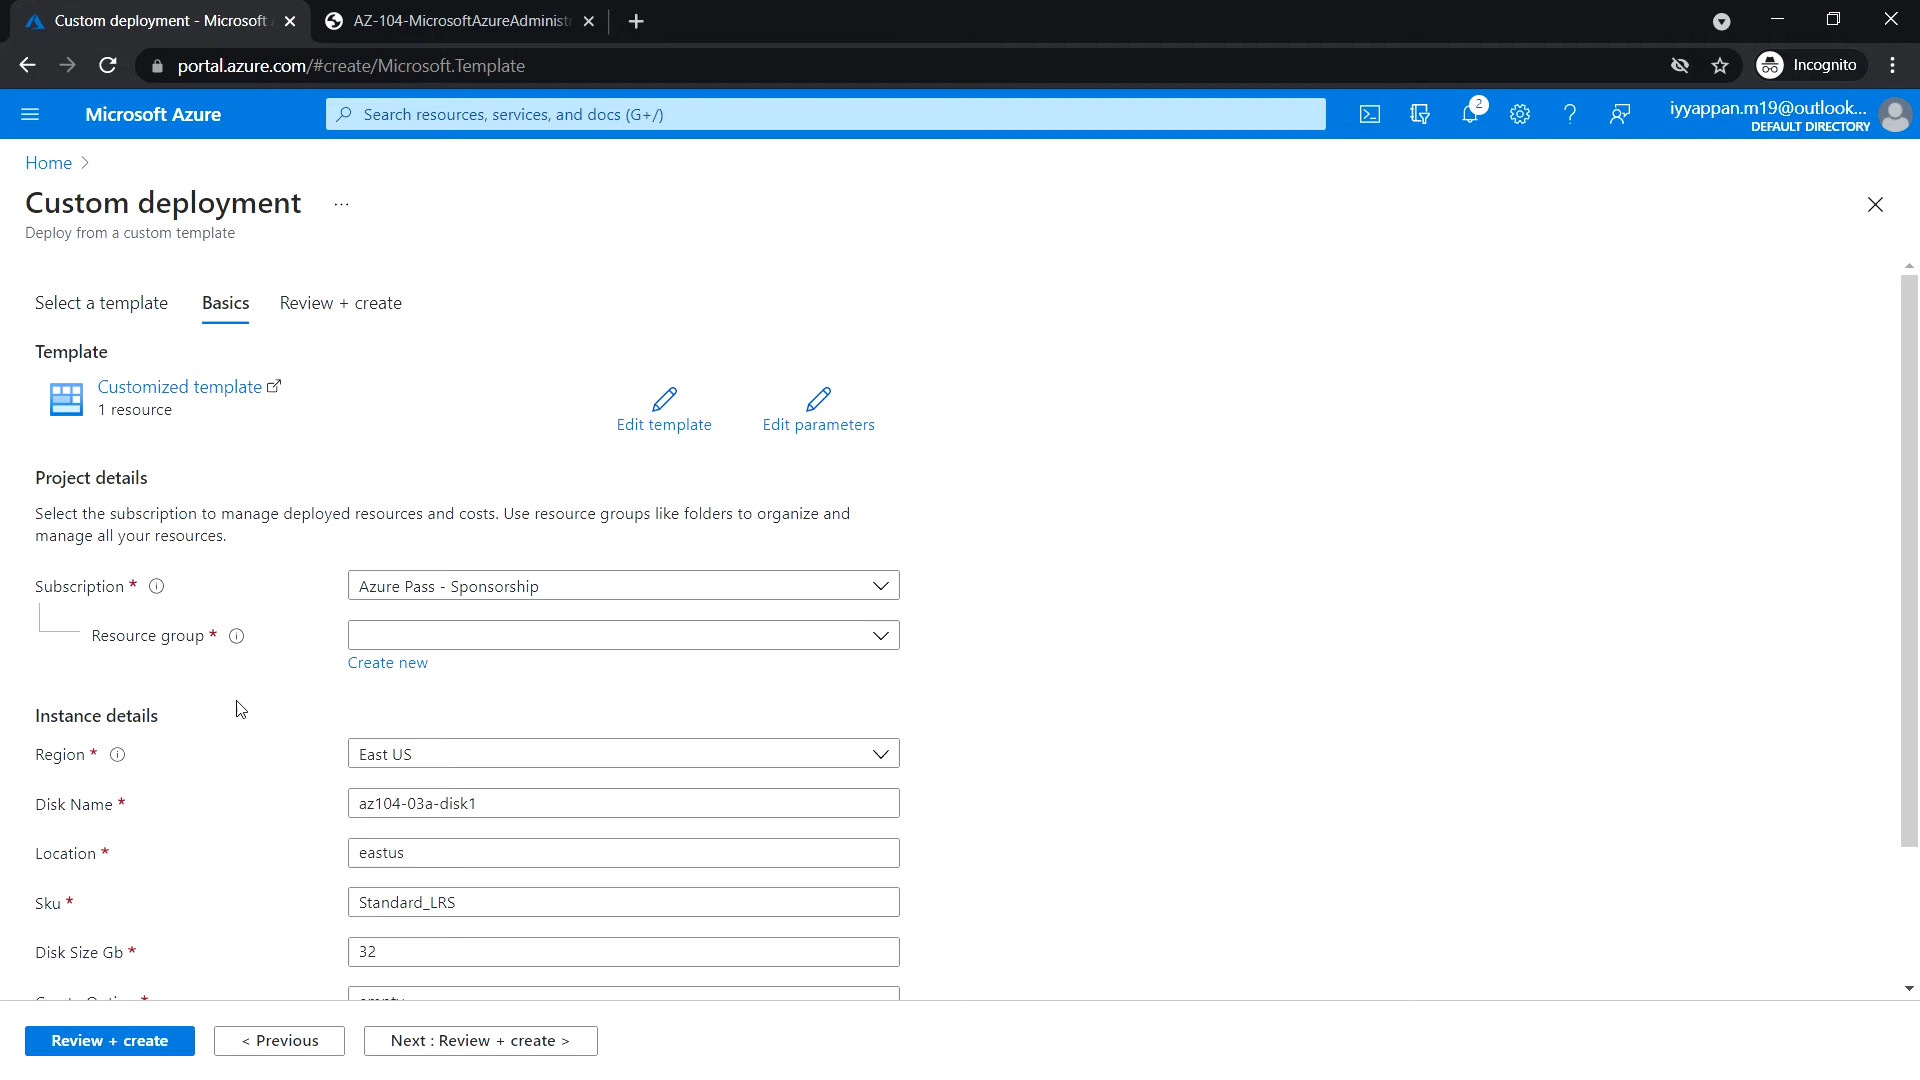 Custom deployment - Microsoft
AZ-104-MicrosoftAzureAdminist
portal.azure.com/#create/Microsoft.Template
Incognito
Microsoft Azure
Search resources, services, and docs (G+/)
2
iyyappan.m19@outlook...
DEFAULT DIRECTORY
Home >
Custom deployment ...
Deploy from a custom template
Select a template Basics Review + create
Template
Customized template
1 resource
Edit template
Edit parameters
Project details
Select the subscription to manage deployed resources and costs. Use resource groups like folders to organize and
manage all your resources.
Subscription * Azure Pass - Sponsorship
Resource group *
Create new
Instance details
Region * East US
Disk Name * az104-03a-disk1
Location * eastus
Sku * Standard_LRS
Disk Size Gb * 32
Review + create < Previous Next : Review + create >